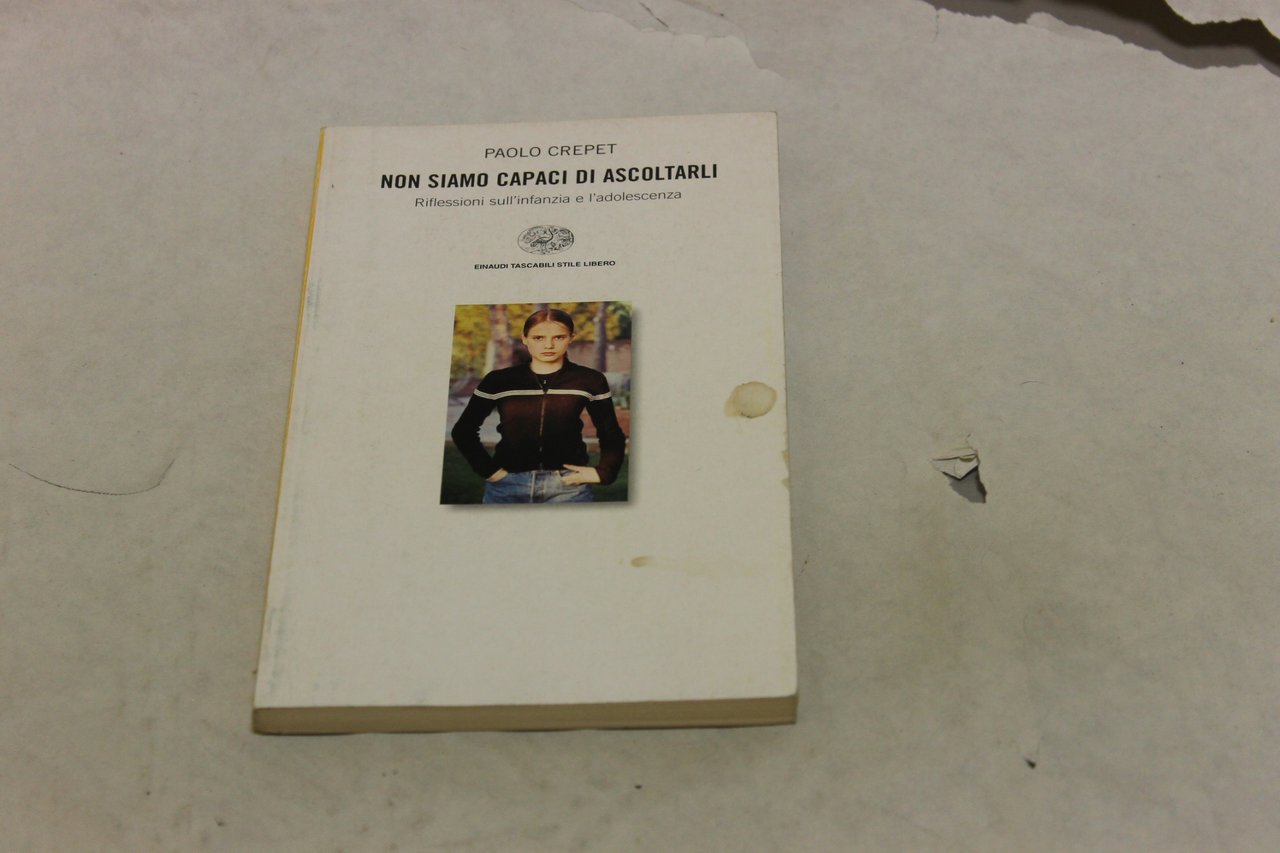 PAOLO CREPET
NON SIAMO CAPACI DI ASCOLTARLI
Riflessioni sull'infanzia e l'adolescenza
EINAUDI TASCABILI STILE LIBERO